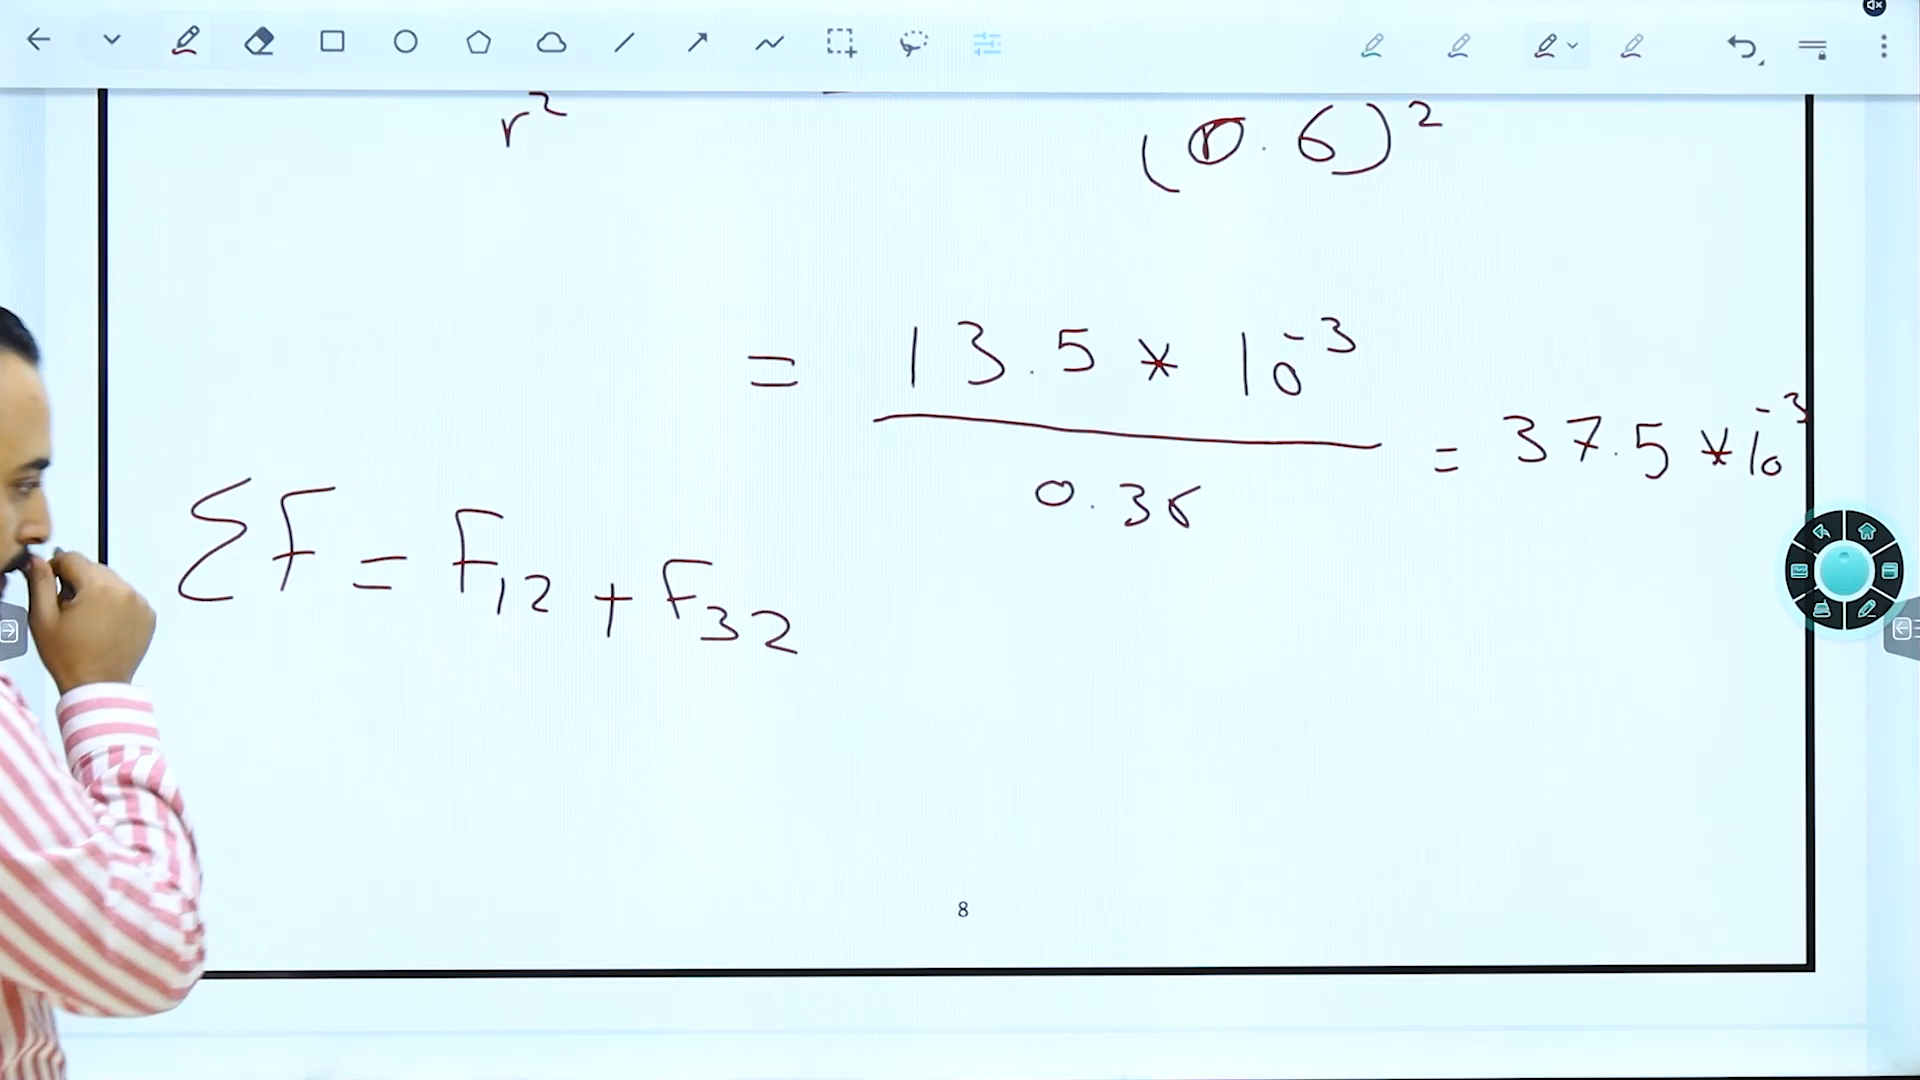 r²
(0.6)²
= 13.5 * 10⁻³
0.36
= 37.5 * 10⁻³
ΣF = F₁₂ + F₃₂
8